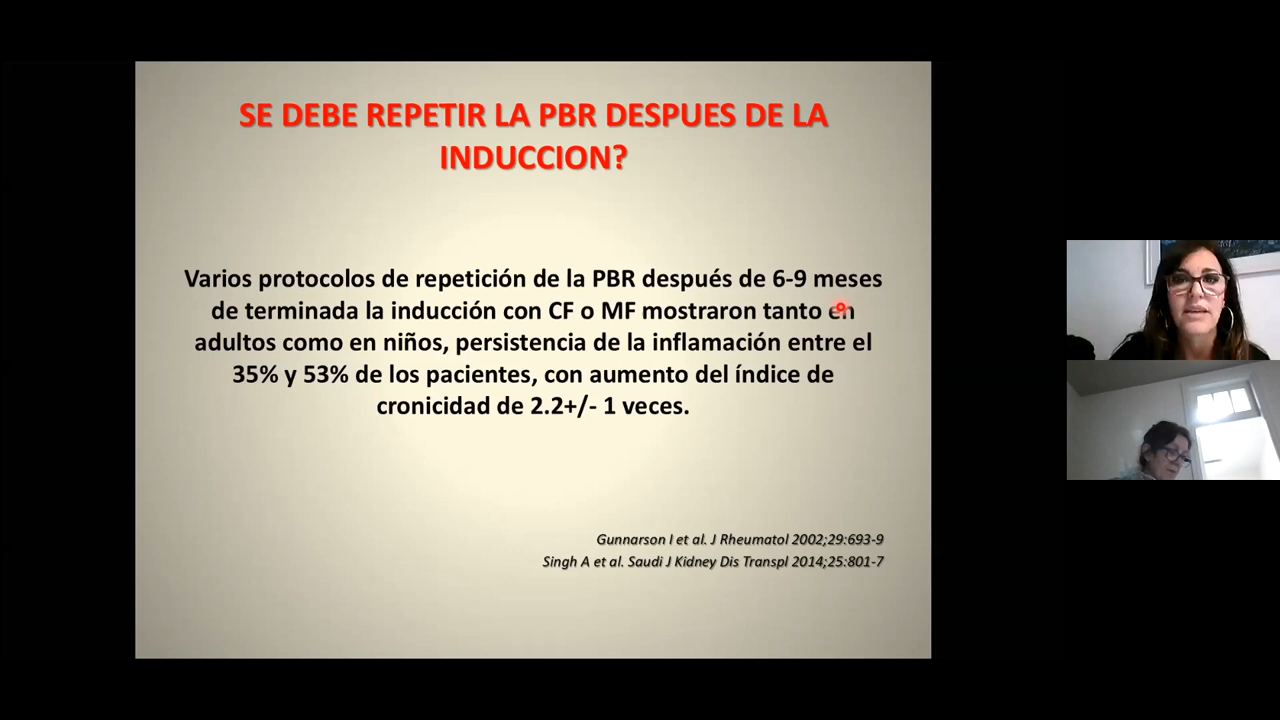 SE DEBE REPETIR LA PBR DESPUES DE LA
INDUCCION?
Varios protocolos de repetición de la PBR después de 6-9 meses
de terminada la inducción con CF o MF mostraron tanto en
adultos como en niños, persistencia de la inflamación entre el
35% y 53% de los pacientes, con aumento del índice de
cronicidad de 2.2+/- 1 veces.
Gunnarson I et al. J Rheumatol 2002;29:693-9
Singh A et al. Saudi J Kidney Dis Transpl 2014;25:801-7